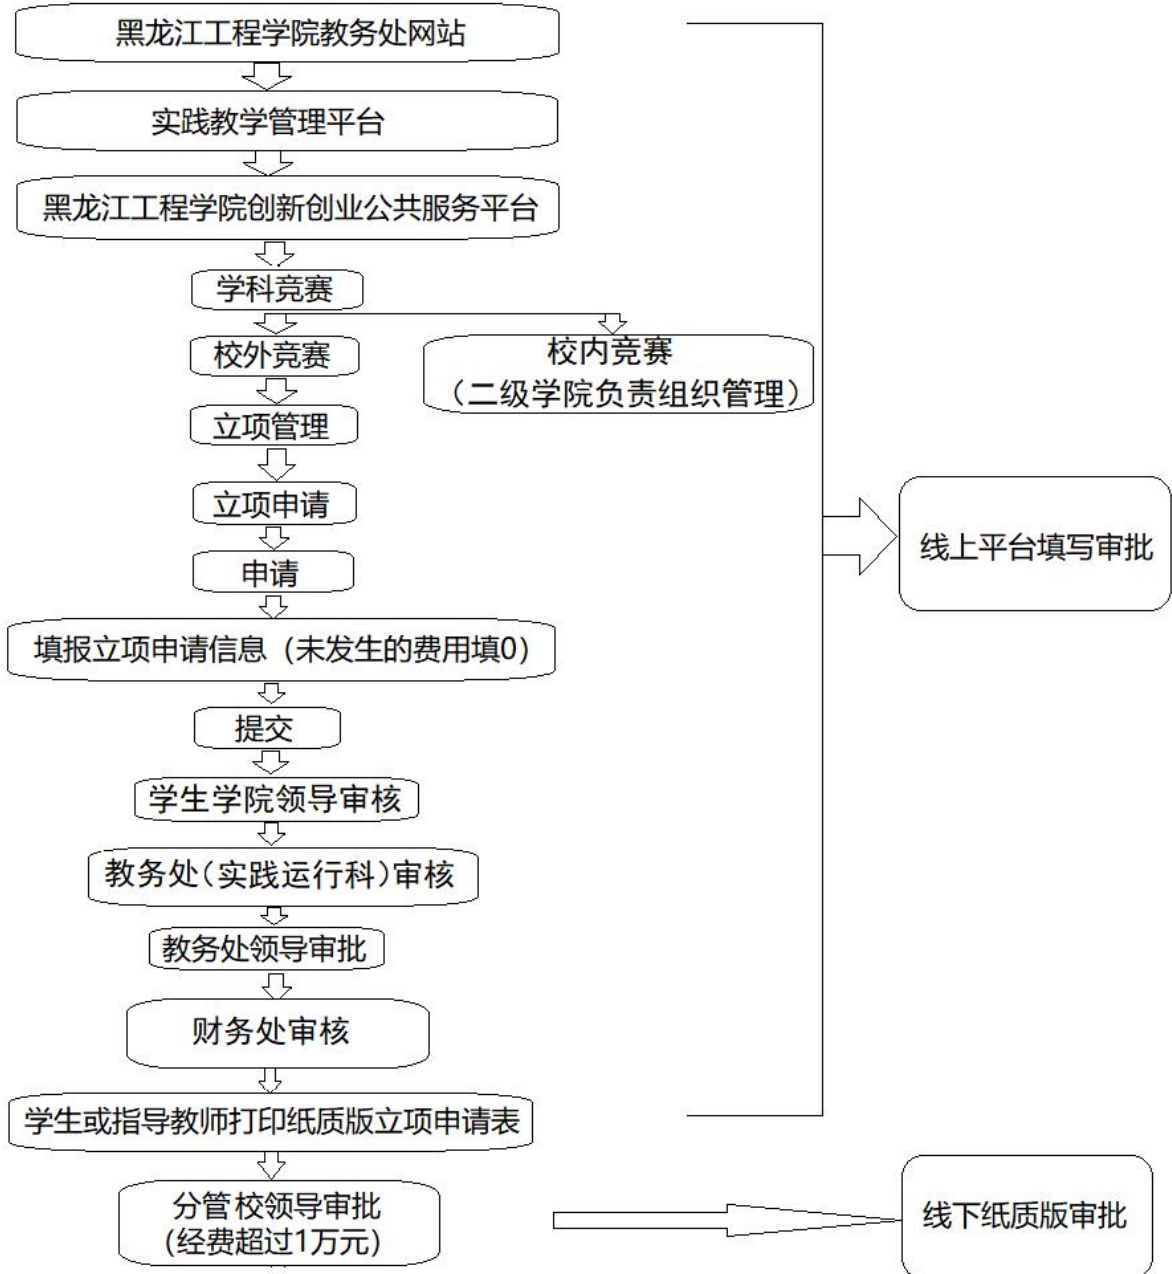 黑龙江工程学院教务处网站
实践教学管理平台
黑龙江工程学院创新创业公共服务平台
学科竞赛
校外竞赛
校内竞赛
（二级学院负责组织管理）
立项管理
立项申请
线上平台填写审批
申请
填报立项申请信息（未发生的费用填0）
提交
学生学院领导审核
教务处（实践运行科）审核
教务处领导审批
财务处审核
学生或指导教师打印纸质版立项申请表
分管校领导审批
（经费超过1万元）
线下纸质版审批